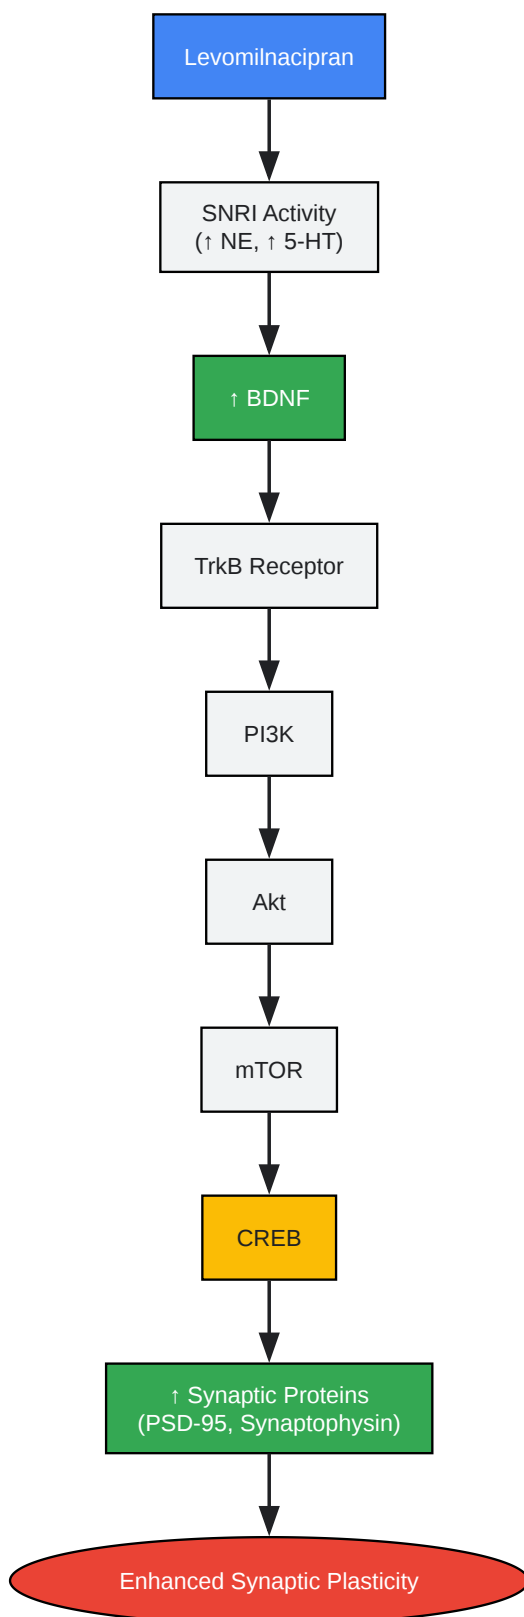 Levomilnacipran
SNRI Activity
(↑ NE, ↑ 5-HT)
↑ BDNF
TrkB Receptor
PI3K
Akt
mTOR
CREB
↑ Synaptic Proteins
(PSD-95, Synaptophysin)
Enhanced Synaptic Plasticity